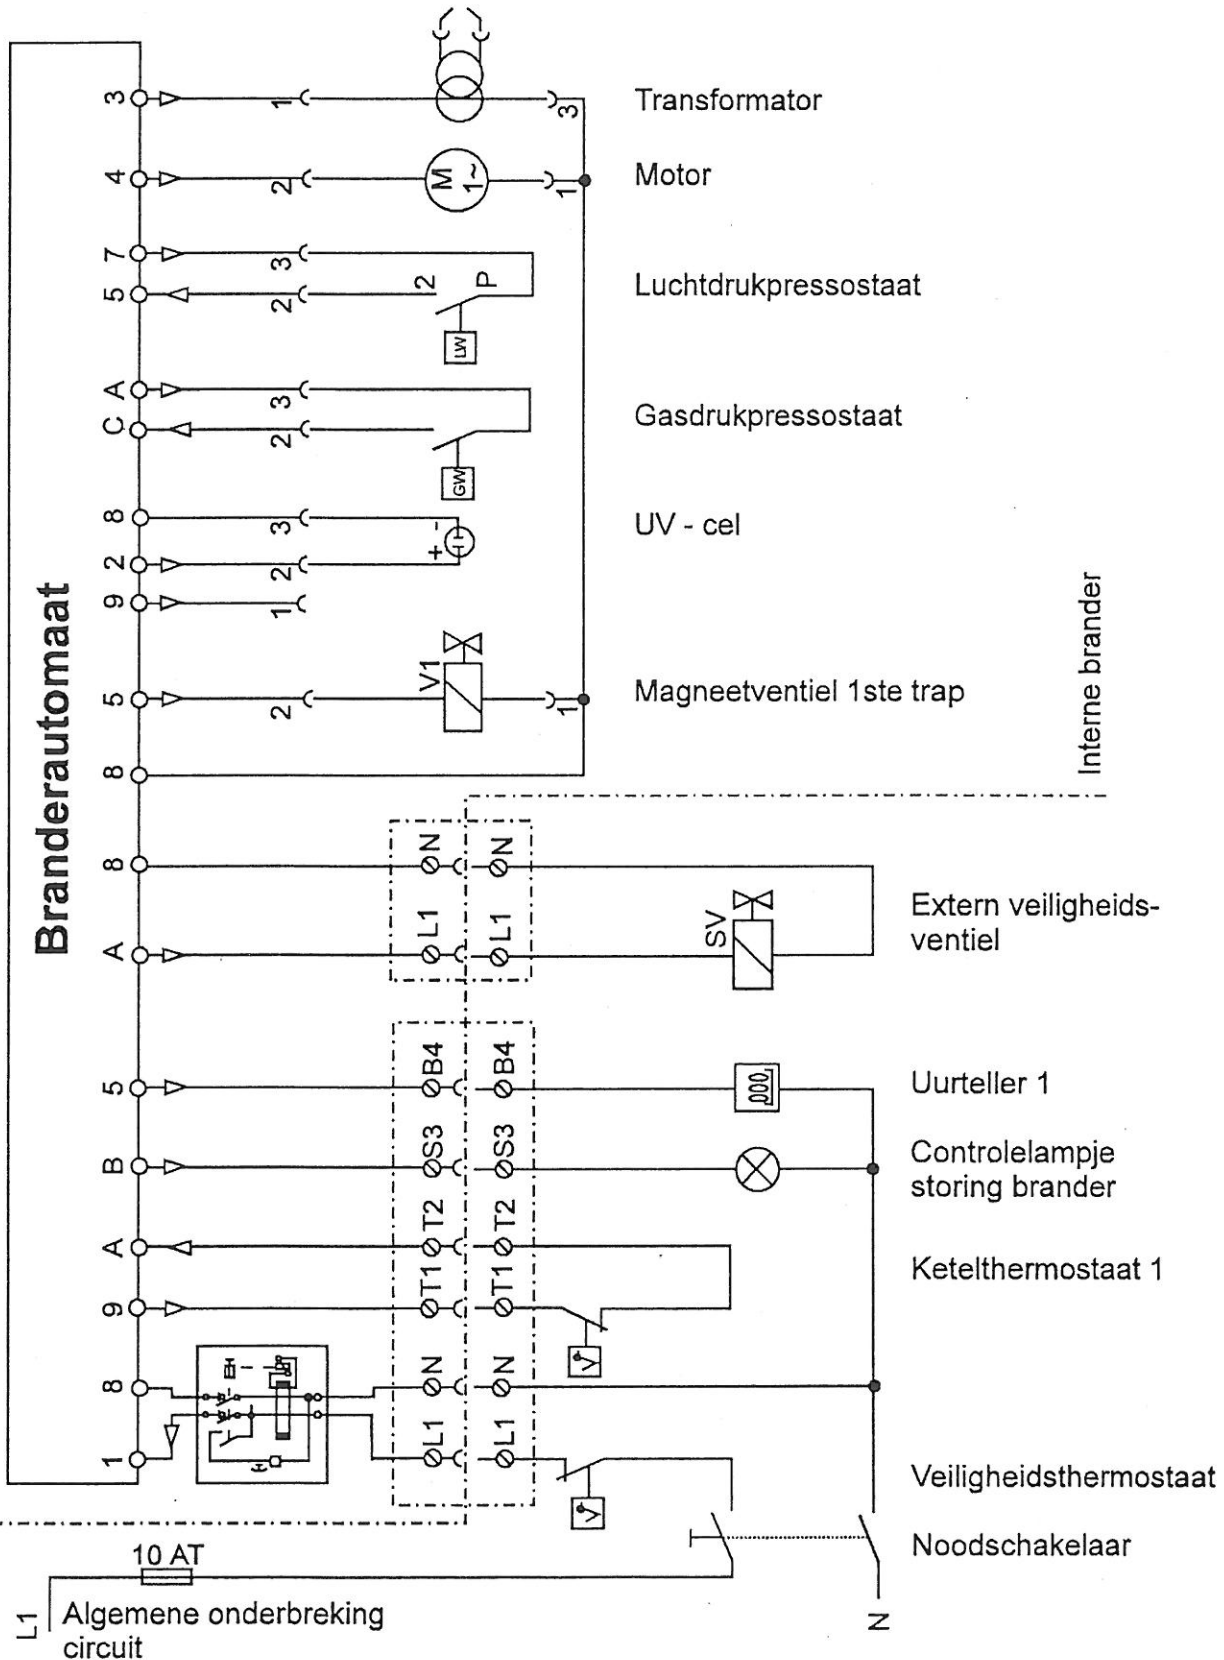 Branderautomaat
3
1
3
Transformator
4
2
M
1~
1
Motor
7
3
5
2
2
P
LW
Luchtdrukpressostaat
A
3
C
2
GW
Gasdrukpressostaat
8
3
-
2
2
+
UV - cel
9
1
5
2
V1
1
Magneetventiel 1ste trap
8
Interne brander
8
N
N
A
L1
L1
SV
Extern veiligheids-
ventiel
5
B4
B4
Uurteller 1
B
S3
S3
Controlelampje
storing brander
A
T2
T2
9
T1
T1
Ketelthermostaat 1
8
N
N
1
L1
L1
Veiligheidsthermostaat
Noodschakelaar
10 AT
L1
Algemene onderbreking
circuit
N